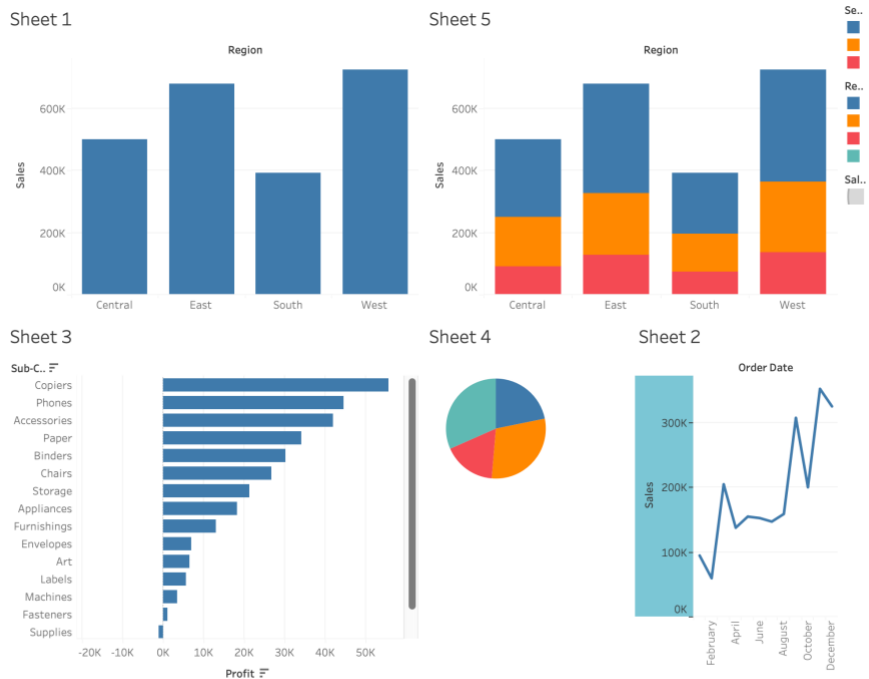 Sheet 1
Region
Sales
600K
400K
200K
0K
Central East South West
Sheet 5
Region
Sales
600K
400K
200K
0K
Central East South West
Se..
Re..
Sal..
Sheet 3
Sub-C..
Copiers
Phones
Accessories
Paper
Binders
Chairs
Storage
Appliances
Furnishings
Envelopes
Art
Labels
Machines
Fasteners
Supplies
-20K -10K 0K 10K 20K 30K 40K 50K
Profit
Sheet 4
Sheet 2
Order Date
Sales
300K
200K
100K
0K
February
April
June
August
October
December